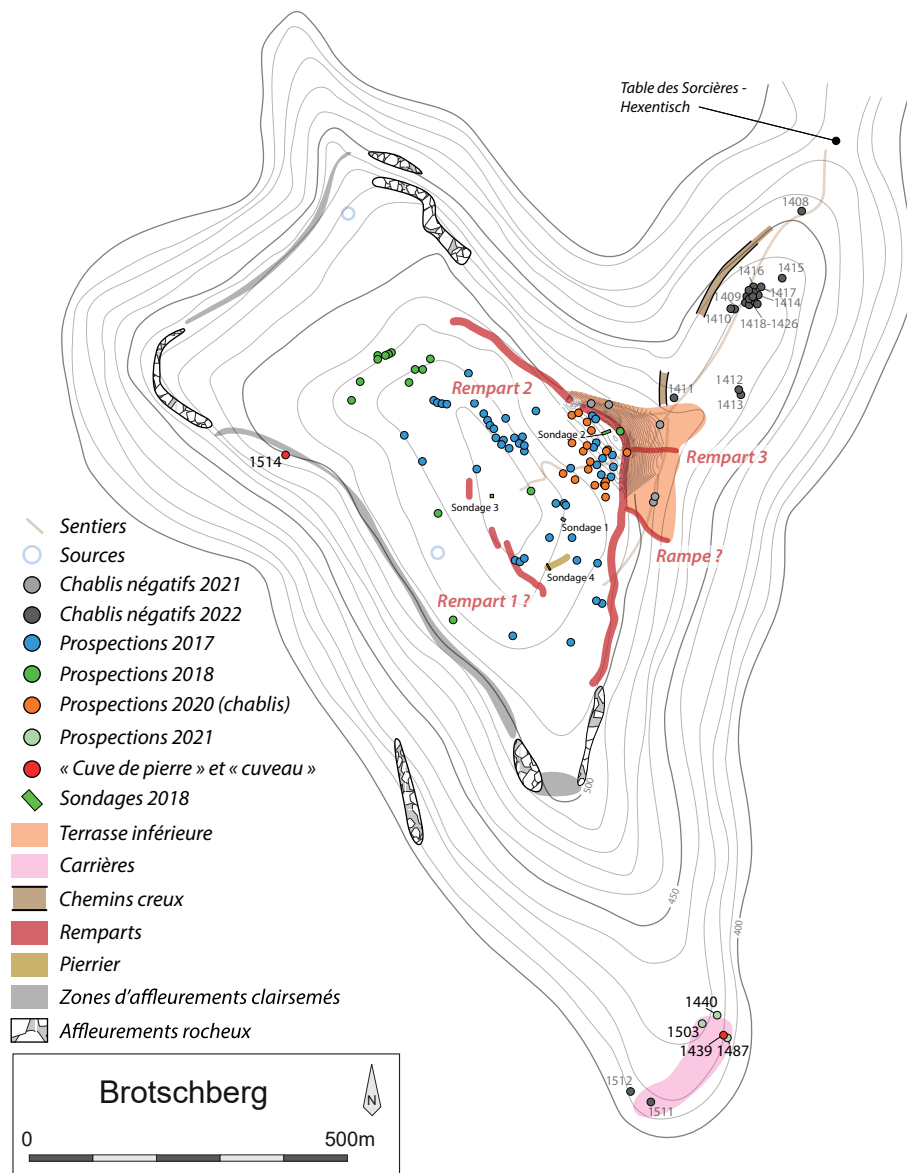 Table des Sorcières -
Hexentisch
1408
1416
1415
1409
1417
1414
1410
1418-1426
1411
1412
1413
Rempart 2
Sondage 2
Rempart 3
1514
Sondage 3
Sondage 1
Sondage 4
Rampe ?
Rempart 1 ?
Sentiers
Sources
Chablis négatifs 2021
Chablis négatifs 2022
Prospections 2017
Prospections 2018
Prospections 2020 (chablis)
Prospections 2021
« Cuve de pierre » et « cuveau »
Sondages 2018
Terrasse inférieure
Carrières
Chemins creux
Remparts
Pierrier
Zones d'affleurements clairsemés
Affleurements rocheux
500
450
400
1440
1503
1439 1487
1512
1511
Brotschberg
N
0 500m